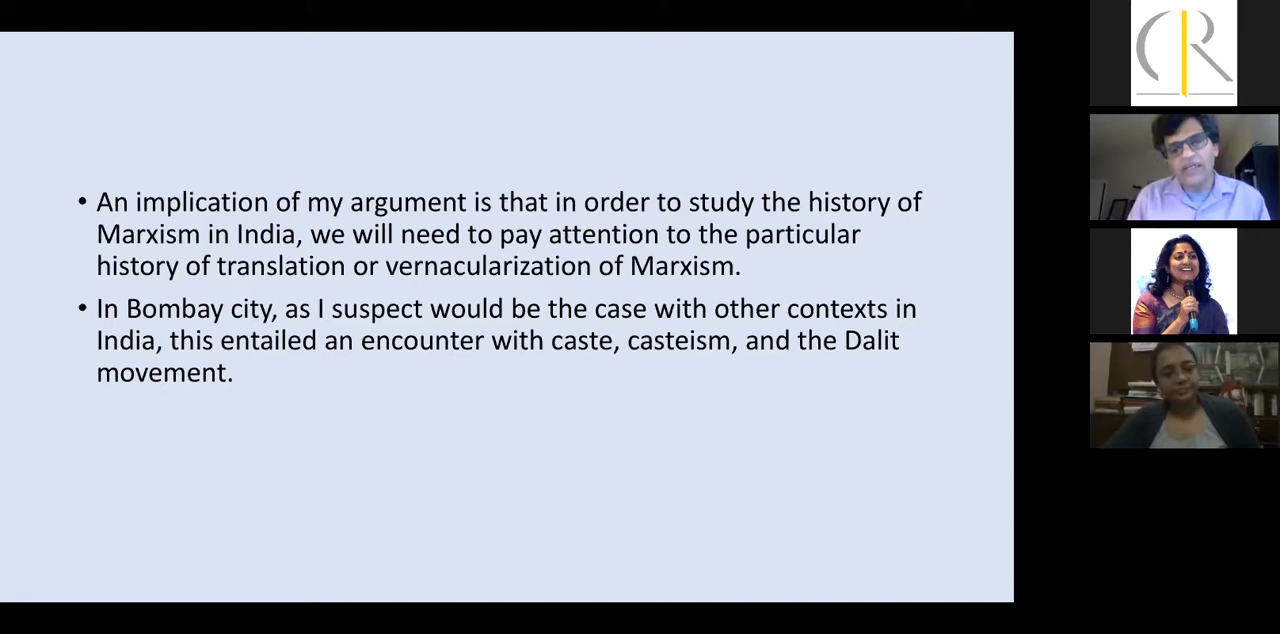 • An implication of my argument is that in order to study the history of
Marxism in India, we will need to pay attention to the particular
history of translation or vernacularization of Marxism.
• In Bombay city, as I suspect would be the case with other contexts in
India, this entailed an encounter with caste, casteism, and the Dalit
movement.
CR